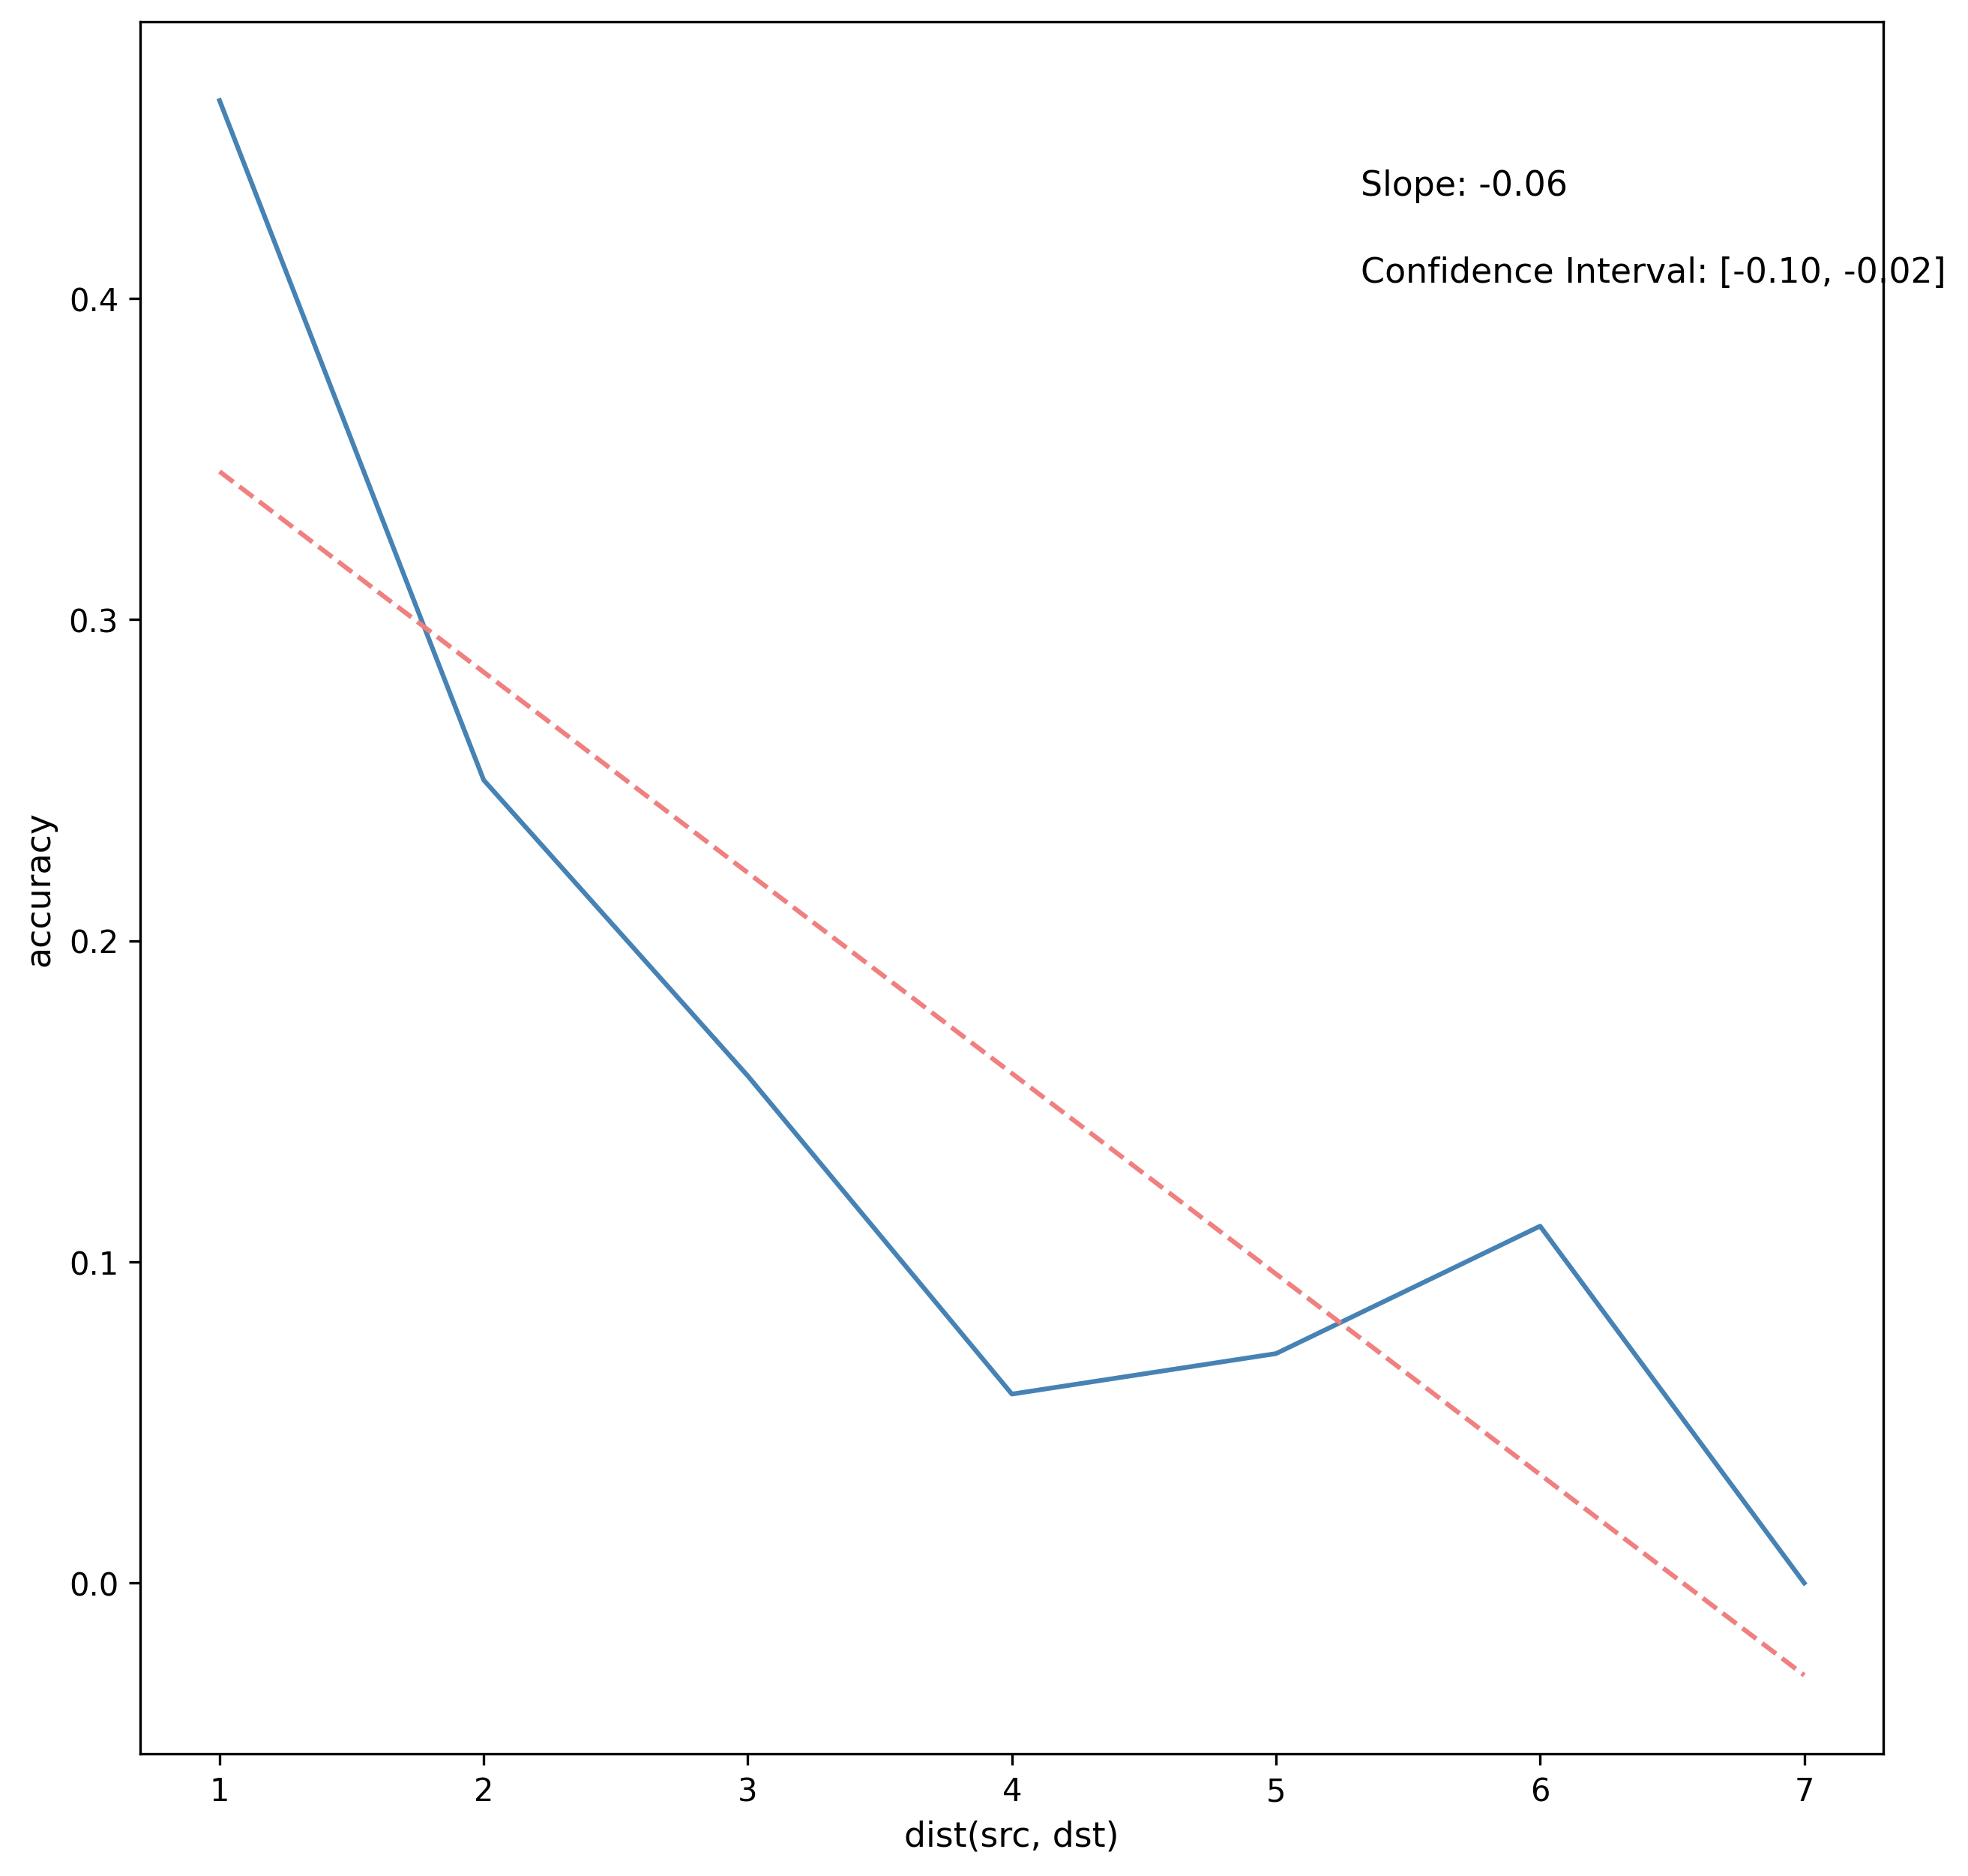 Slope: -0.06
Confidence Interval: [-0.10, -0.02]
0.4
0.3
0.2
0.1
0.0
accuracy
1 2 3 4 5 6 7
dist(src, dst)